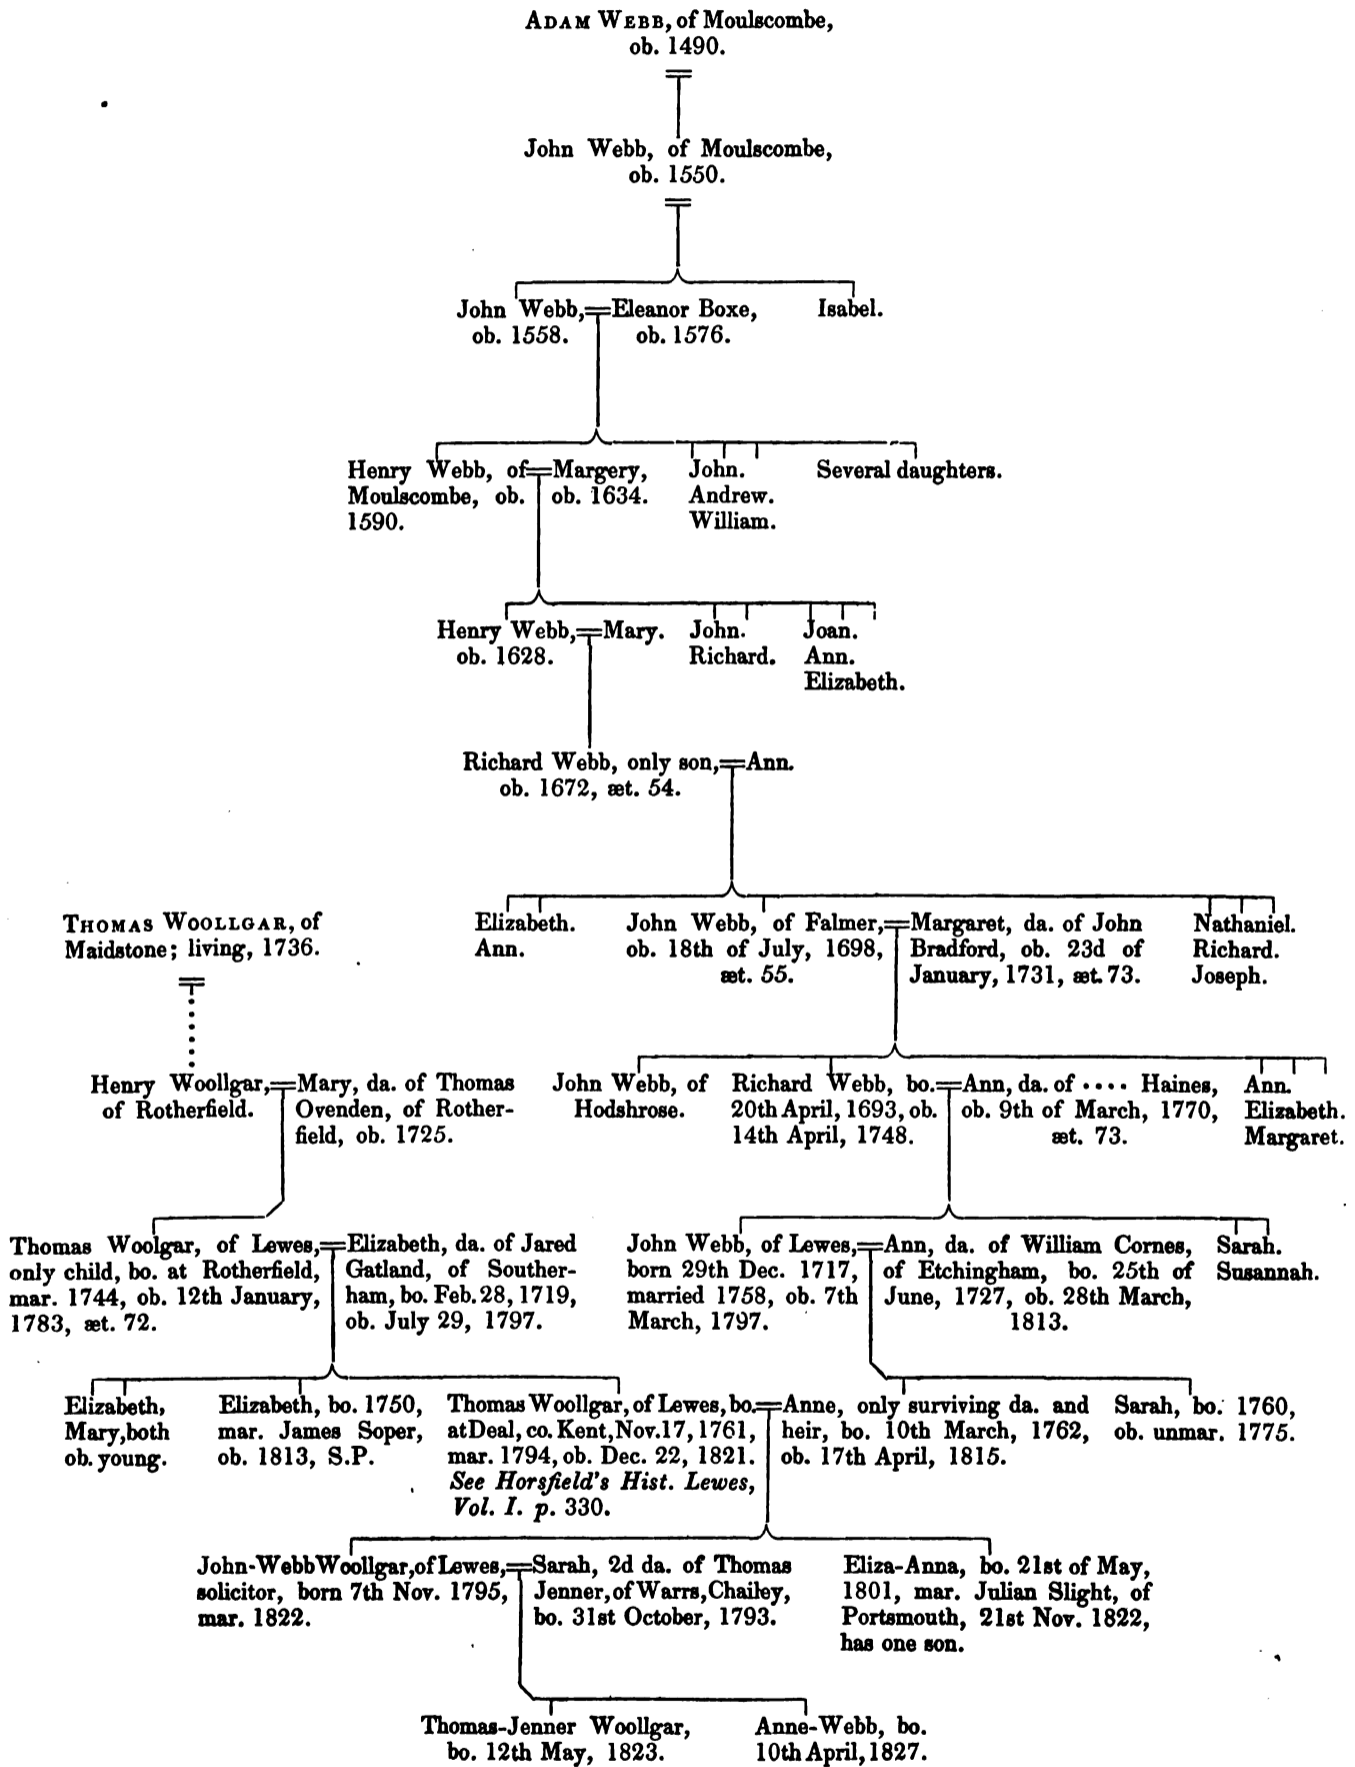 ADAM WEBB, of Moulscombe,
ob. 1490.
John Webb, of Moulscombe,
ob. 1550.
John Webb,
ob. 1558.
Eleanor Boxe,
ob. 1576.
Isabel.
Henry Webb, of
Moulscombe, ob.
1590.
Margery,
ob. 1634.
John.
Andrew.
William.
Several daughters.
Henry Webb,
ob. 1628.
Mary.
John.
Richard.
Joan.
Ann.
Elizabeth.
Richard Webb, only son,
ob. 1672, æt. 54.
Ann.
THOMAS WOOLLGAR, of
Maidstone; living, 1736.
Elizabeth.
Ann.
John Webb, of Falmer,
ob. 18th of July, 1698,
æt. 55.
Margaret, da. of John
Bradford, ob. 23d of
January, 1731, æt. 73.
Nathaniel.
Richard.
Joseph.
Henry Woollgar,
of Rotherfield.
Mary, da. of Thomas
Ovenden, of Rother-
field, ob. 1725.
John Webb, of
Hodshrose.
Richard Webb, bo.
20th April, 1693, ob.
14th April, 1748.
Ann, da. of .... Haines,
ob. 9th of March, 1770,
æt. 73.
Ann.
Elizabeth.
Margaret.
Thomas Woolgar, of Lewes,
only child, bo. at Rotherfield,
mar. 1744, ob. 12th January,
1783, æt. 72.
Elizabeth, da. of Jared
Gatland, of Souther-
ham, bo. Feb. 28, 1719,
ob. July 29, 1797.
John Webb, of Lewes,
born 29th Dec. 1717,
married 1758, ob. 7th
March, 1797.
Ann, da. of William Cornes,
of Etchingham, bo. 25th of
June, 1727, ob. 28th March,
1813.
Sarah.
Susannah.
Elizabeth,
Mary, both
ob. young.
Elizabeth, bo. 1750,
mar. James Soper,
ob. 1813, S.P.
Thomas Woollgar, of Lewes, bo.
at Deal, co. Kent, Nov. 17, 1761,
mar. 1794, ob. Dec. 22, 1821.
See Horsfield's Hist. Lewes,
Vol. I. p. 330.
Anne, only surviving da. and
heir, bo. 10th March, 1762,
ob. 17th April, 1815.
Sarah, bo. 1760,
ob. unmar. 1775.
John-Webb Woollgar, of Lewes,
solicitor, born 7th Nov. 1795,
mar. 1822.
Sarah, 2d da. of Thomas
Jenner, of Warrs, Chailey,
bo. 31st October, 1793.
Eliza-Anna, bo. 21st of May,
1801, mar. Julian Slight, of
Portsmouth, 21st Nov. 1822,
has one son.
Thomas-Jenner Woollgar,
bo. 12th May, 1823.
Anne-Webb, bo.
10th April, 1827.